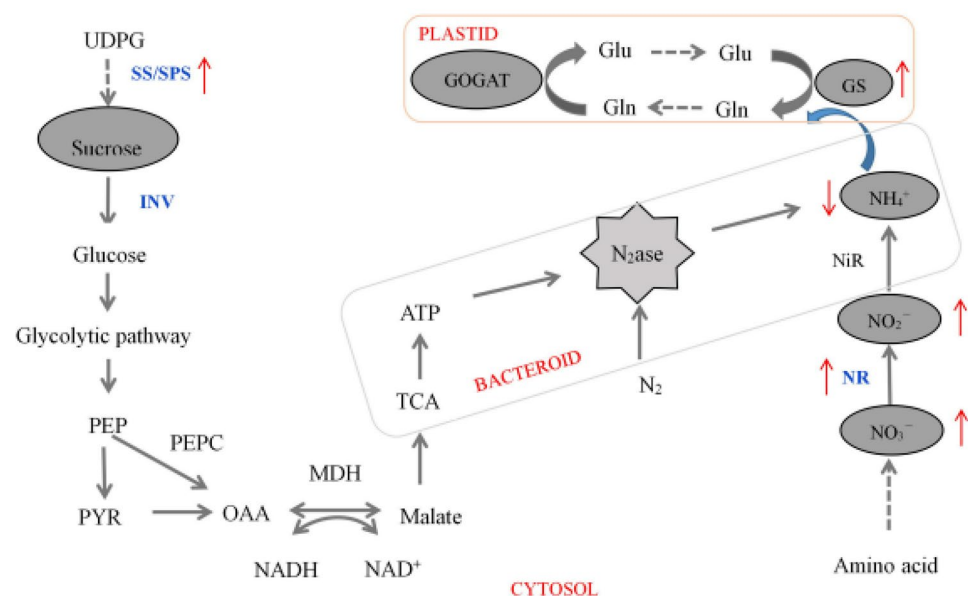 UDPG
SS/SPS
Sucrose
INV
Glucose
Glycolytic pathway
PEP
PEPC
PYR
OAA
MDH
Malate
NADH
NAD⁺
TCA
ATP
BACTEROID
N₂ase
N₂
PLASTID
GOGAT
Glu
Glu
Gln
Gln
GS
NH₄⁺
NiR
NO₂⁻
NR
NO₃⁻
Amino acid
CYTOSOL